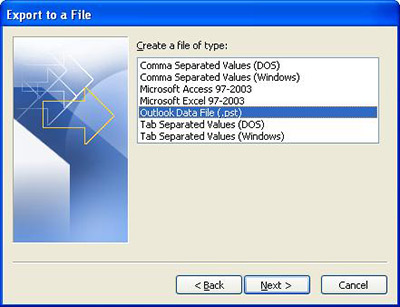 Export to a File
Create a file of type:
Comma Separated Values (DOS)
Comma Separated Values (Windows)
Microsoft Access 97-2003
Microsoft Excel 97-2003
Outlook Data File (.pst)
Tab Separated Values (DOS)
Tab Separated Values (Windows)
< Back Next > Cancel